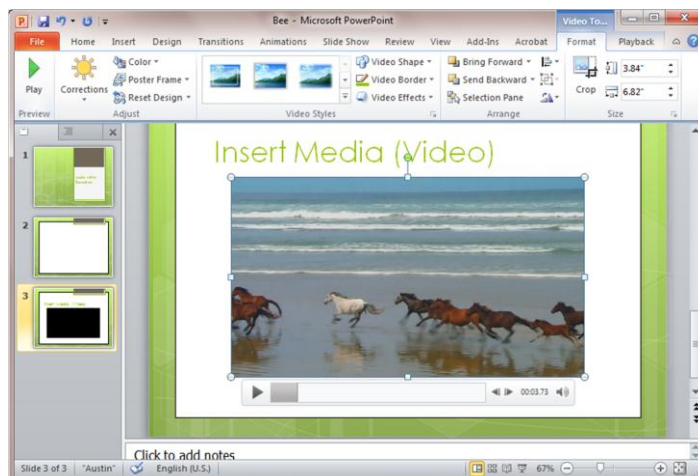 Bee - Microsoft PowerPoint
Video To...
File Home Insert Design Transitions Animations Slide Show Review View Add-Ins Acrobat Format Playback
Play
Preview
Corrections
Color
Poster Frame
Reset Design
Adjust
Video Shape
Video Border
Video Effects
Video Styles
Bring Forward
Send Backward
Selection Pane
Arrange
Crop
3.84"
6.82"
Size
1
2
3
Insert Media (Video)
00:03.73
Click to add notes
Slide 3 of 3 "Austin" English (U.S.) 67%